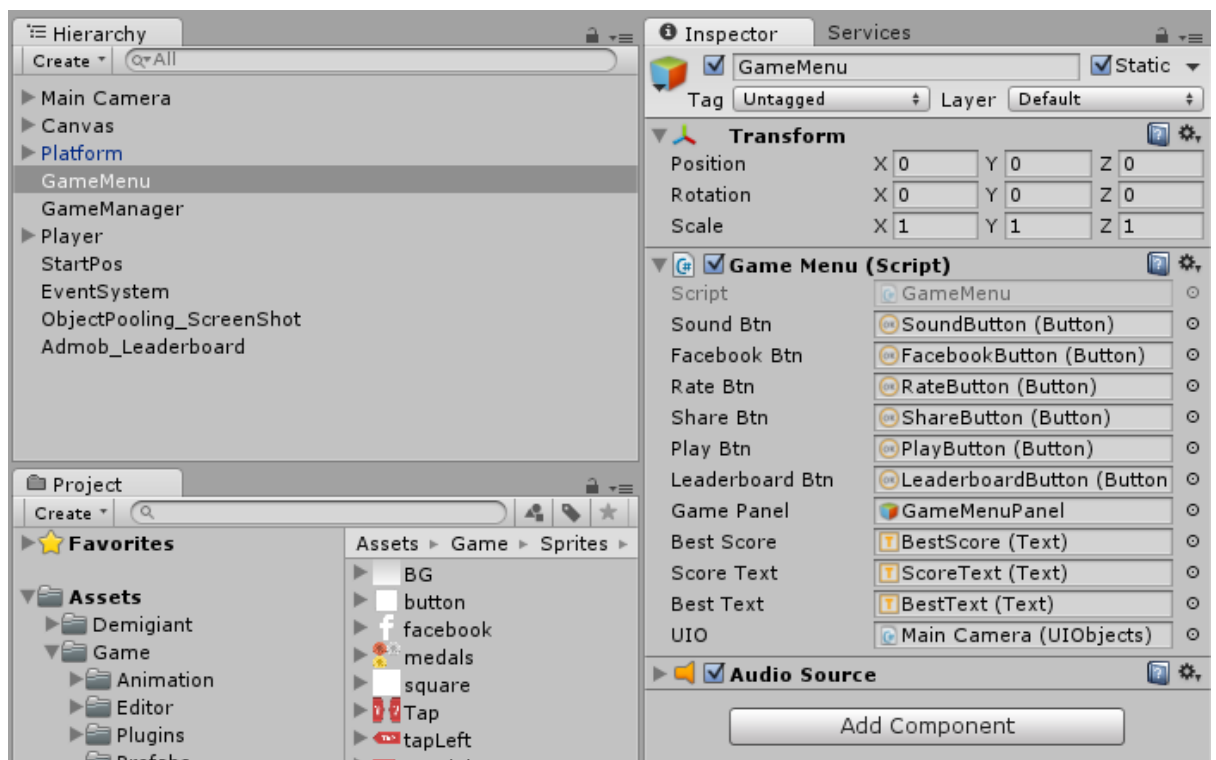 Hierarchy
Create All
Main Camera
Canvas
Platform
GameMenu
GameManager
Player
StartPos
EventSystem
ObjectPooling_ScreenShot
Admob_Leaderboard
Project
Create
Favorites
Assets
Demigiant
Game
Animation
Editor
Plugins
Assets Game Sprites
BG
button
facebook
medals
square
Tap
tapLeft
Inspector Services
GameMenu Static
Tag Untagged Layer Default
Transform
Position X 0 Y 0 Z 0
Rotation X 0 Y 0 Z 0
Scale X 1 Y 1 Z 1
Game Menu (Script)
Script GameMenu
Sound Btn SoundButton (Button)
Facebook Btn FacebookButton (Button)
Rate Btn RateButton (Button)
Share Btn ShareButton (Button)
Play Btn PlayButton (Button)
Leaderboard Btn LeaderboardButton (Button
Game Panel GameMenuPanel
Best Score BestScore (Text)
Score Text ScoreText (Text)
Best Text BestText (Text)
UIO Main Camera (UIObjects)
Audio Source
Add Component